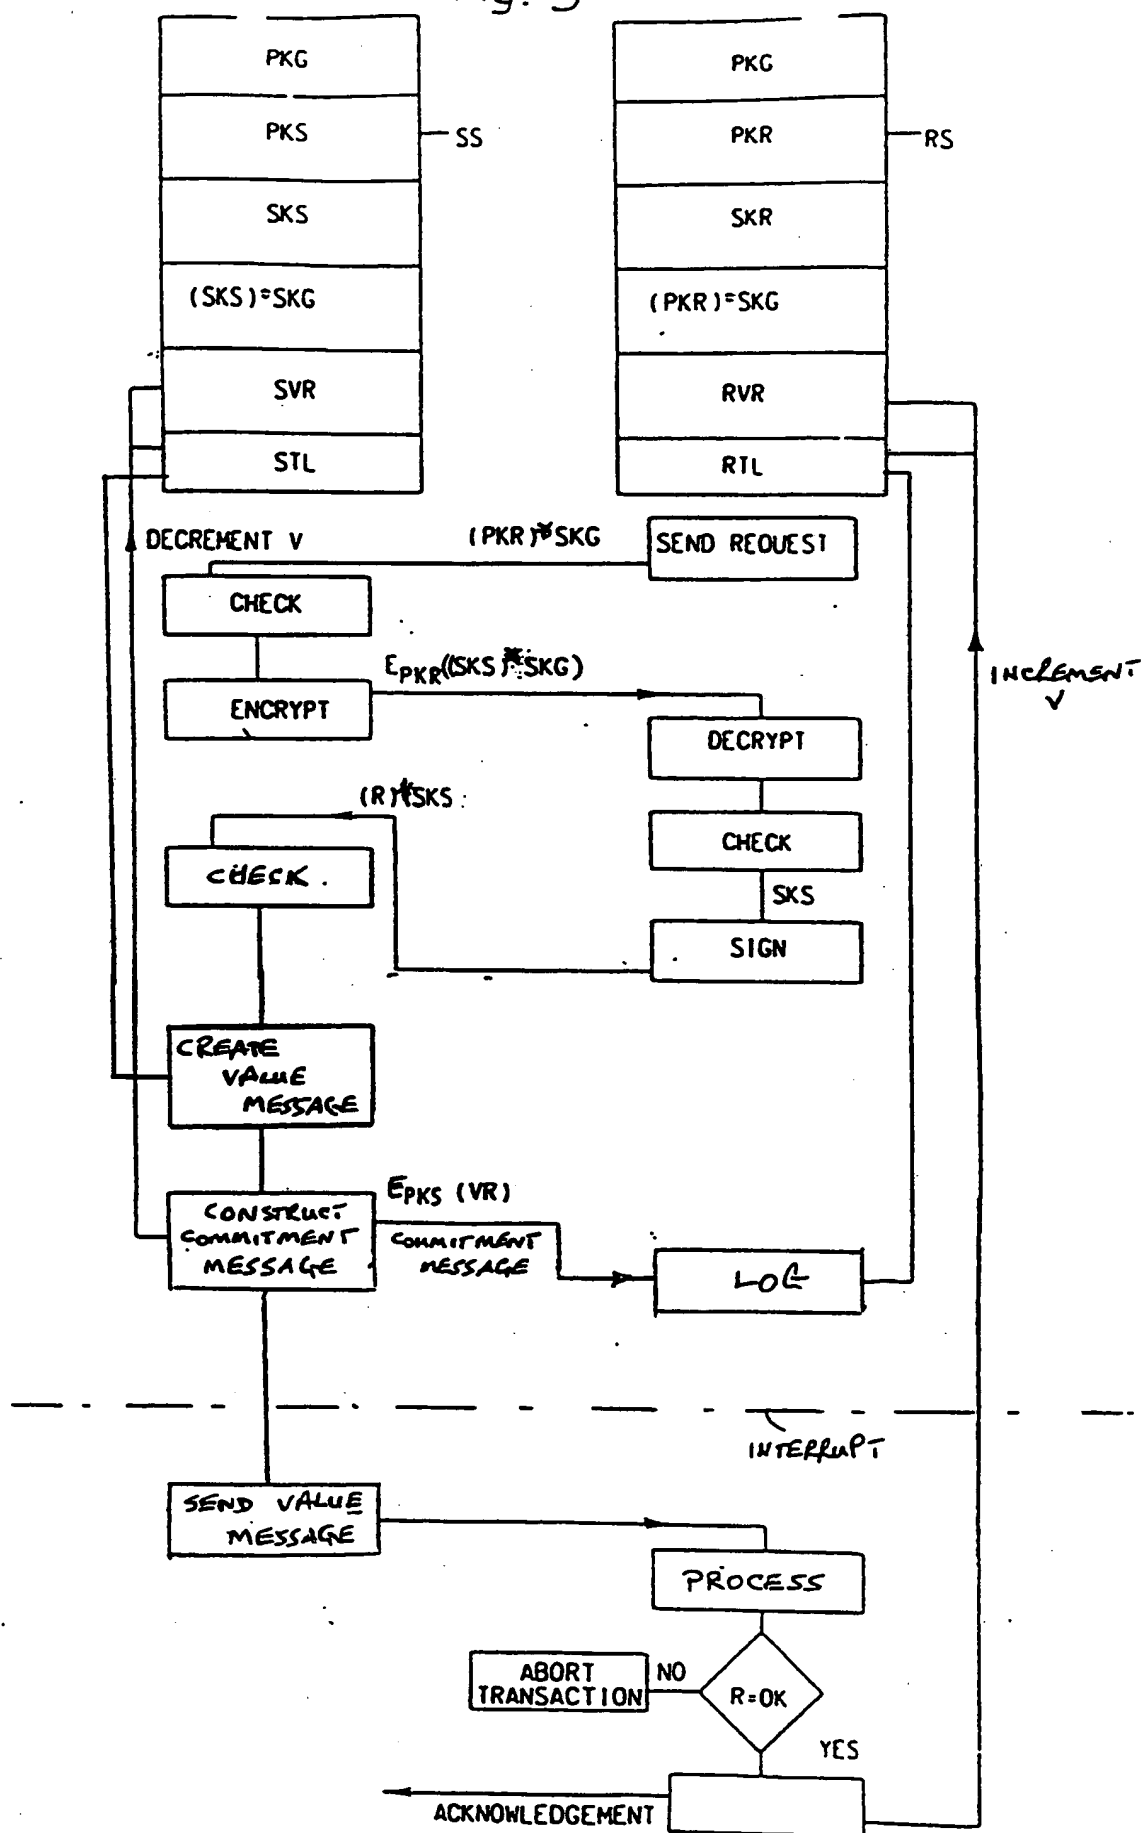 PKG
PKS
SS
SKS
(SKS)*SKG
SVR
STL
PKG
PKR
RS
SKR
(PKR)*SKG
RVR
RTL
DECREMENT V
(PKR)*SKG
SEND REQUEST
CHECK
E_PKR((SKS)*SKG)
ENCRYPT
INCREMENT
V
DECRYPT
(R)*SKS
CHECK
CHECK
SKS
SIGN
CREATE
VALUE
MESSAGE
E_PKS (VR)
CONSTRUCT
COMMITMENT
MESSAGE
COMMITMENT
MESSAGE
LOG
INTERRUPT
SEND VALUE
MESSAGE
PROCESS
ABORT
TRANSACTION
NO
R=OK
YES
ACKNOWLEDGEMENT